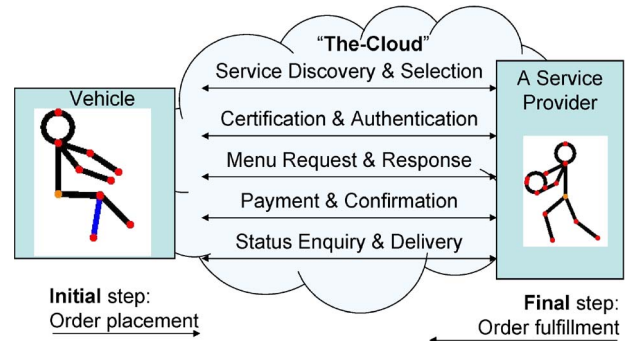 "The-Cloud"
Vehicle
Service Discovery & Selection
A Service
Provider
Certification & Authentication
Menu Request & Response
Payment & Confirmation
Status Enquiry & Delivery
Initial step:
Order placement
Final step:
Order fulfillment